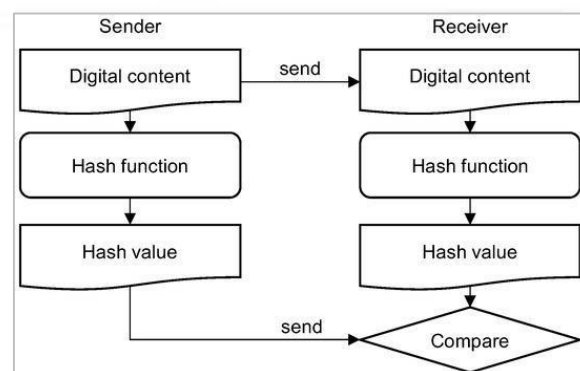 Sender
Receiver
Digital content
send
Digital content
Hash function
Hash function
Hash value
Hash value
send
Compare